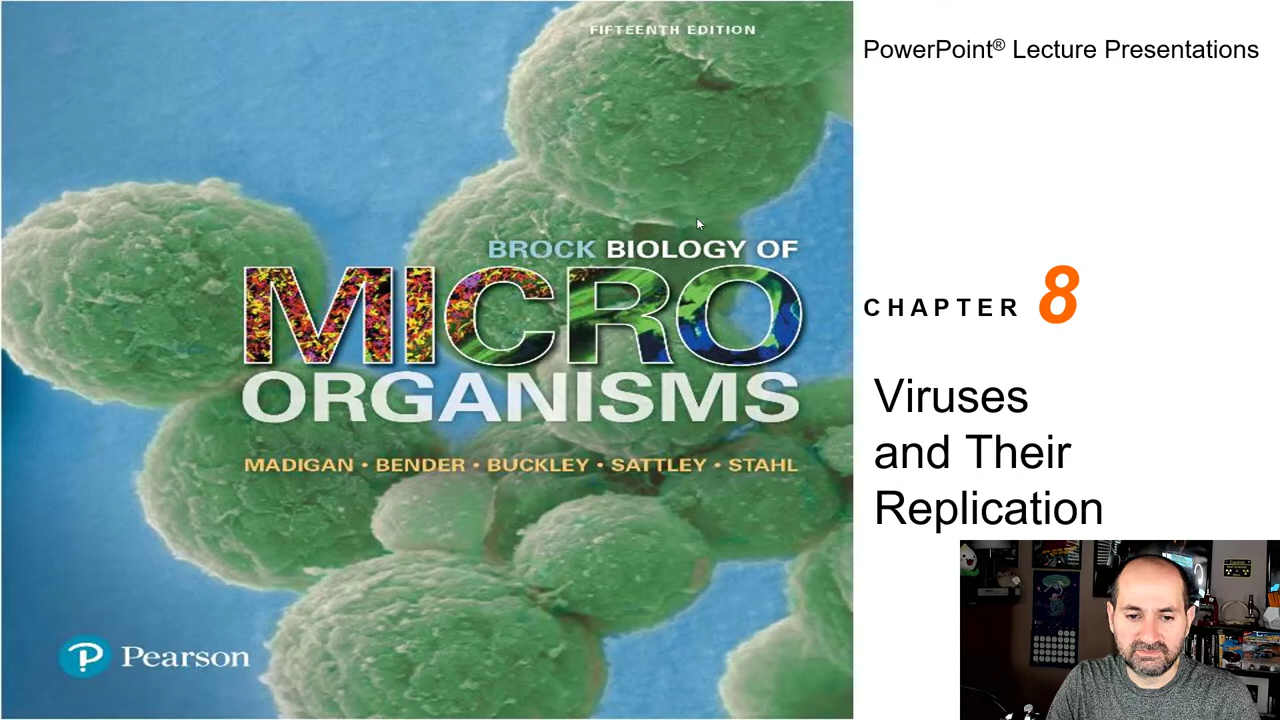 FIFTEENTH EDITION
BROCK BIOLOGY OF
MICRO
ORGANISMS
MADIGAN • BENDER • BUCKLEY • SATTLEY • STAHL
Pearson
PowerPoint® Lecture Presentations
CHAPTER 8
Viruses
and Their
Replication